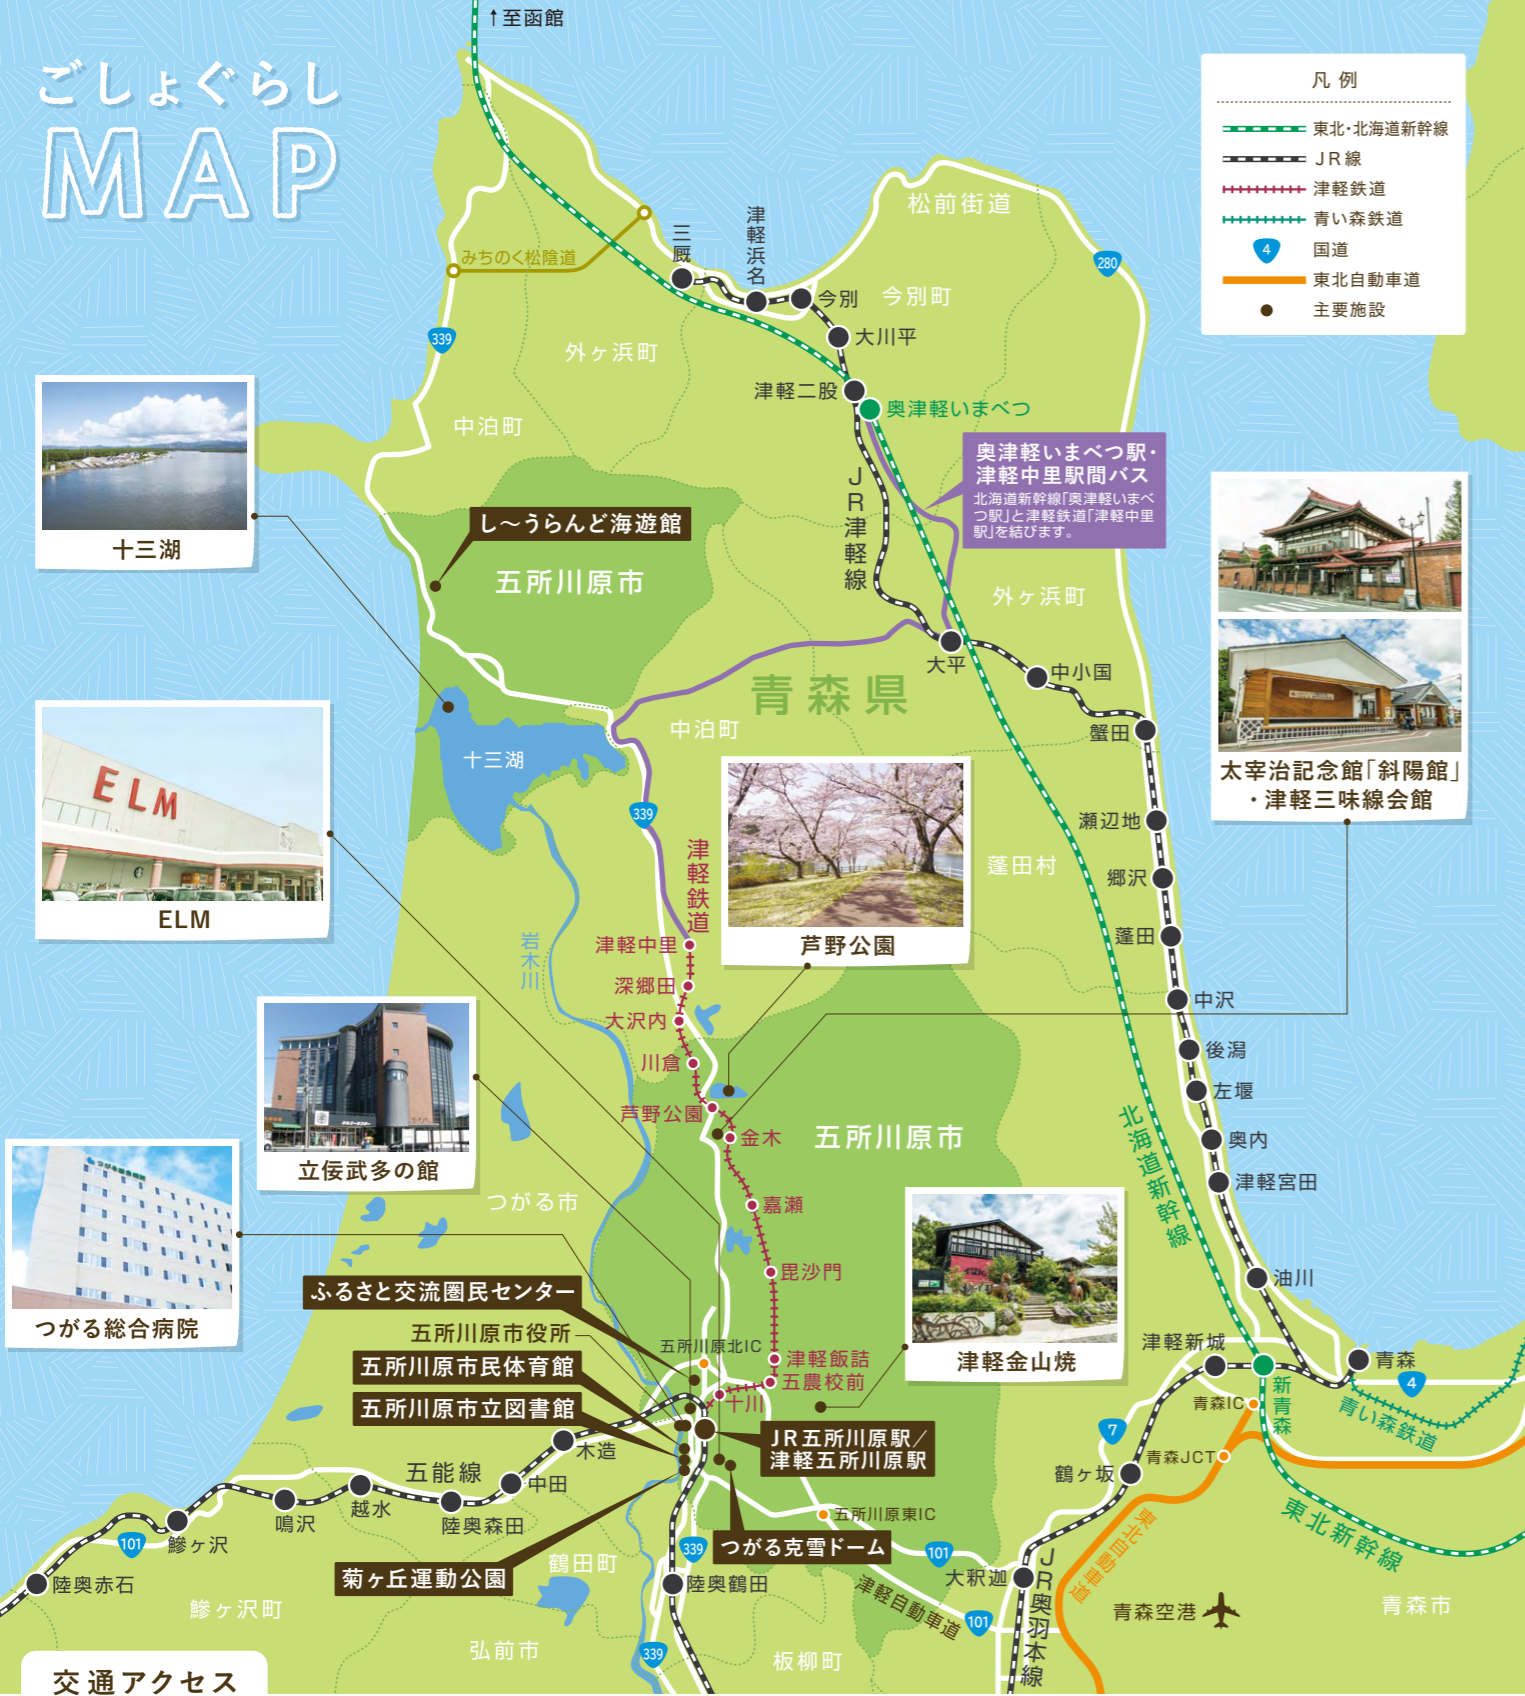 ↑至函館
ごしょぐらし
MAP
凡例
東北・北海道新幹線
JR線
津軽鉄道
青い森鉄道
4
国道
東北自動車道
主要施設
松前街道
280
みちのく松陰道
三厩
津軽浜名
今別
今別町
大川平
339
外ヶ浜町
津軽二股
奥津軽いまべつ
中泊町
奥津軽いまべつ駅・
津軽中里駅間バス
北海道新幹線「奥津軽いまべ
つ駅」と津軽鉄道「津軽中里
駅」を結びます。
JR津軽線
十三湖
し〜うらんど海遊館
五所川原市
外ヶ浜町
大平
中小国
青森県
中泊町
蟹田
十三湖
太宰治記念館「斜陽館」
・津軽三味線会館
339
瀬辺地
ELM
ELM
津軽鉄道
蓬田村
郷沢
蓬田
岩木川
津軽中里
芦野公園
深郷田
大沢内
中沢
川倉
後潟
左堰
芦野公園
金木
五所川原市
奥内
北海道新幹線
立佞武多の館
津軽宮田
つがる市
嘉瀬
つがる総合病院
つがる総合病院
毘沙門
油川
ふるさと交流圏民センター
五所川原市役所
五所川原北IC
津軽飯詰
五農校前
津軽金山焼
津軽新城
青森
五所川原市民体育館
4
新青森
青森IC
五所川原市立図書館
十川
青い森鉄道
7
木造
JR五所川原駅／
津軽五所川原駅
青森JCT
五能線
中田
鶴ヶ坂
越水
鳴沢
陸奥森田
五所川原東IC
東北新幹線
東北自動車道
101
鰺ヶ沢
339
つがる克雪ドーム
101
鶴田町
菊ヶ丘運動公園
陸奥赤石
陸奥鶴田
大釈迦
JR奥羽本線
津軽自動車道
101
鰺ヶ沢町
青森空港
青森市
弘前市
339
板柳町
交通アクセス